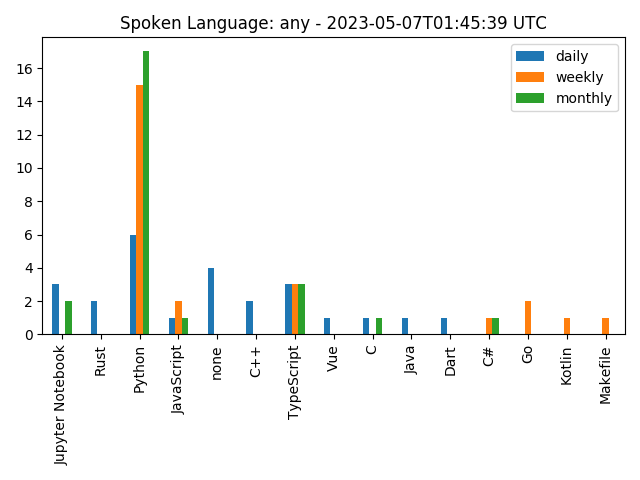 Spoken Language: any - 2023-05-07T01:45:39 UTC
daily
weekly
monthly
16
14
12
10
8
6
4
2
0
Jupyter Notebook
Rust
Python
JavaScript
none
C++
TypeScript
Vue
C
Java
Dart
C#
Go
Kotlin
Makefile